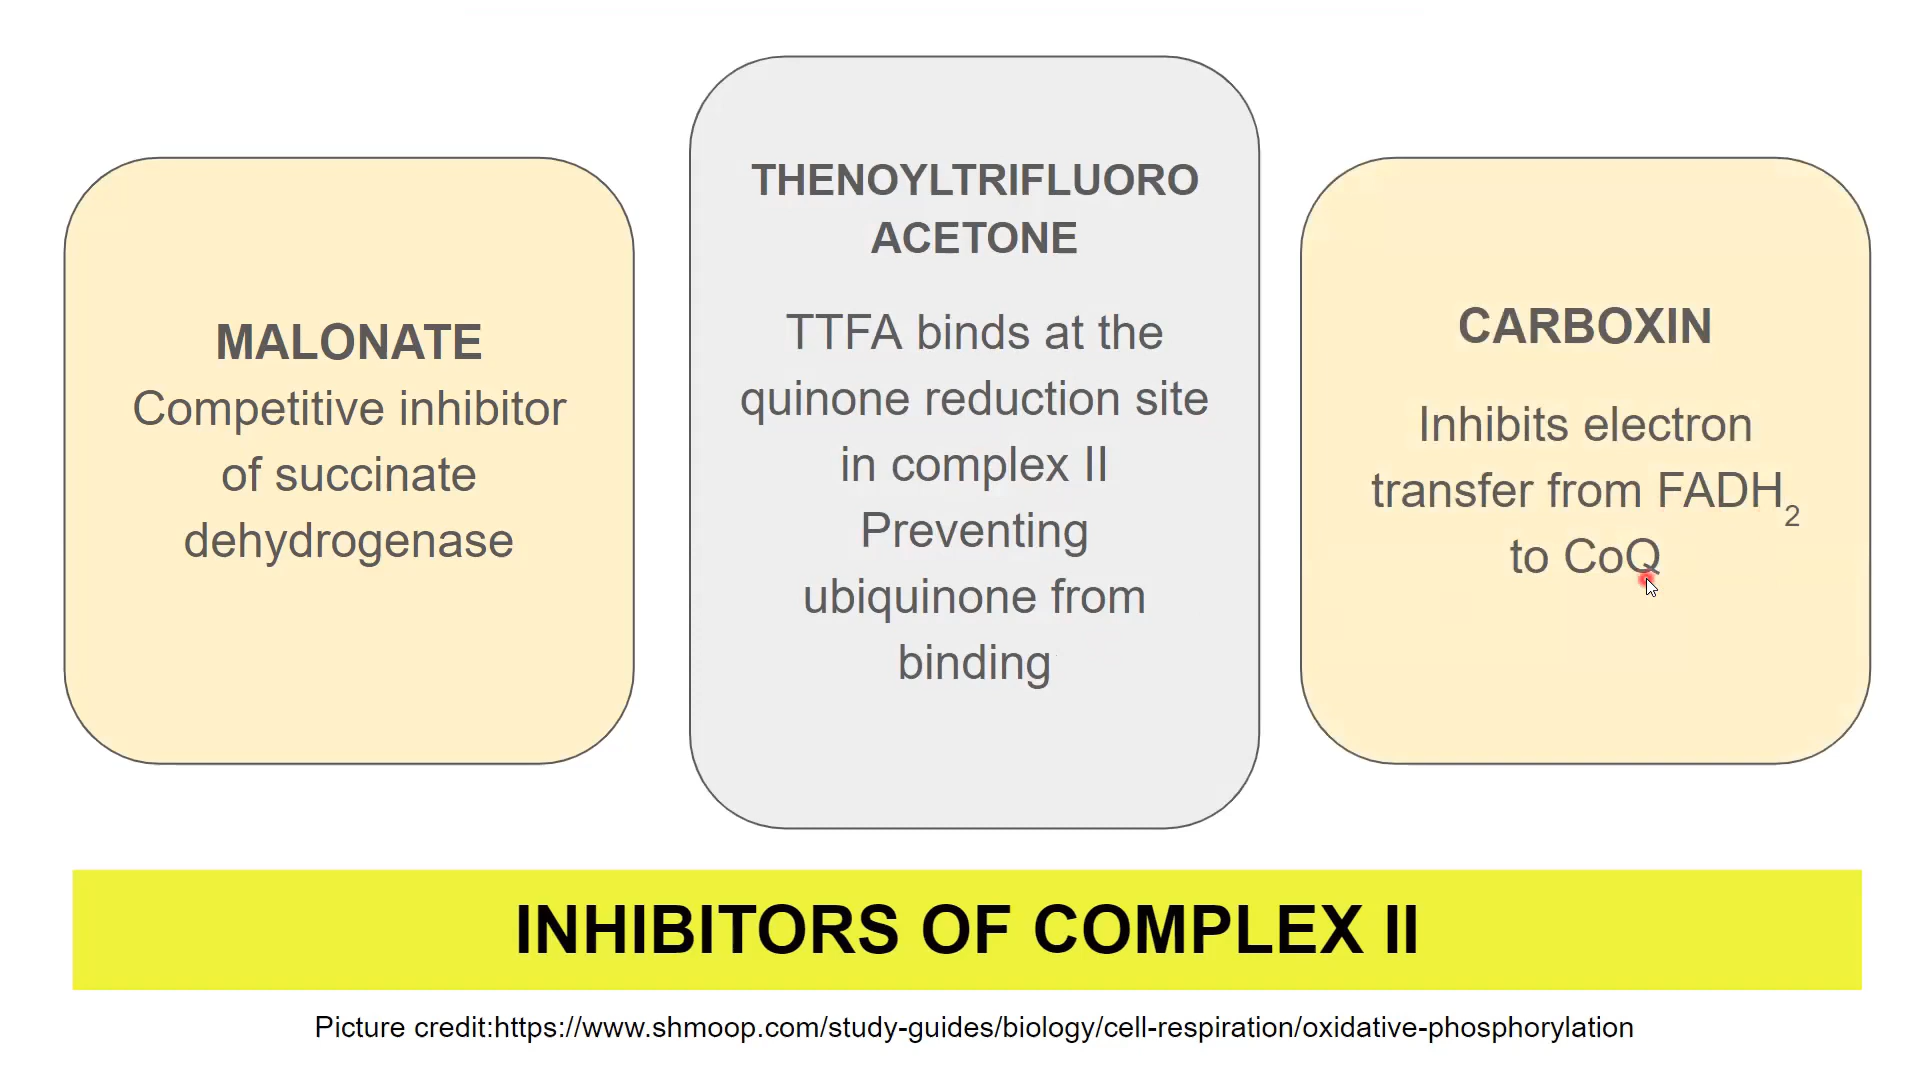 MALONATE
Competitive inhibitor
of succinate
dehydrogenase
THENOYLTRIFLUORO
ACETONE
TTFA binds at the
quinone reduction site
in complex II
Preventing
ubiquinone from
binding
CARBOXIN
Inhibits electron
transfer from FADH₂
to CoQ
INHIBITORS OF COMPLEX II
Picture credit:https://www.shmoop.com/study-guides/biology/cell-respiration/oxidative-phosphorylation